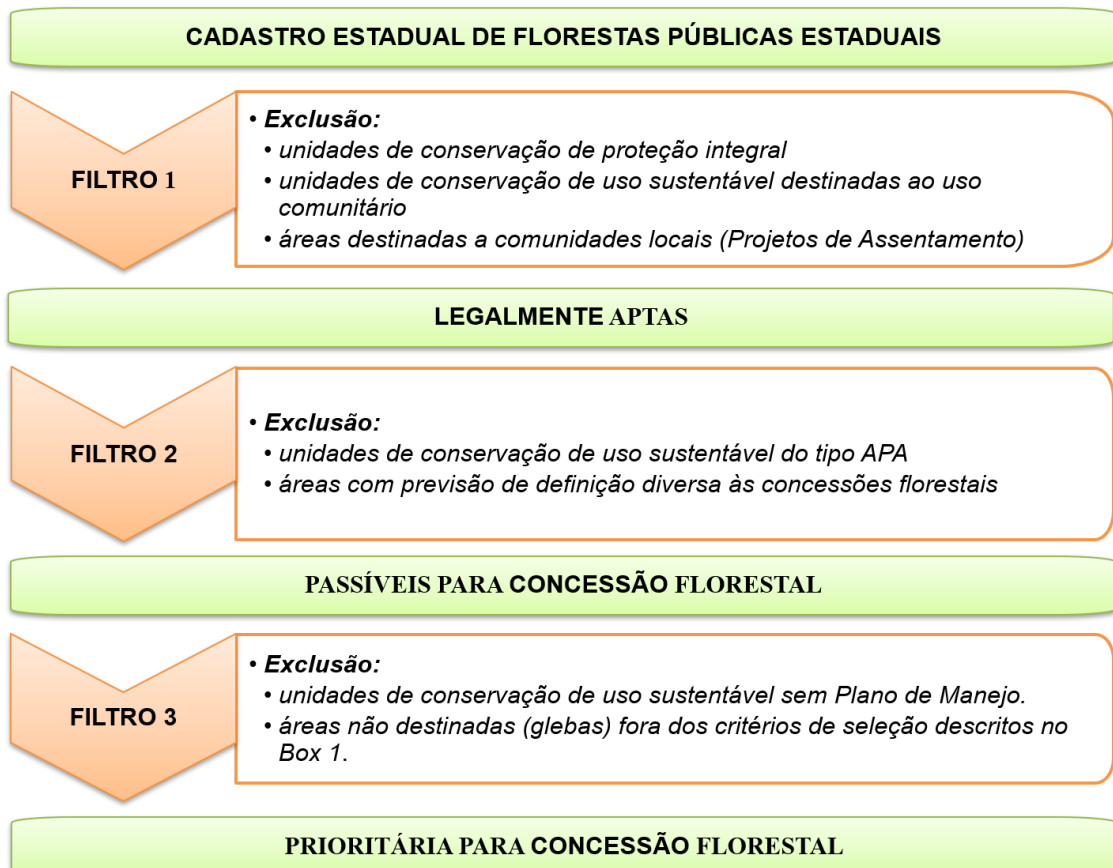 CADASTRO ESTADUAL DE FLORESTAS PÚBLICAS ESTADUAIS
FILTRO 1
• Exclusão:
• unidades de conservação de proteção integral
• unidades de conservação de uso sustentável destinadas ao uso
comunitário
• áreas destinadas a comunidades locais (Projetos de Assentamento)
LEGALMENTE APTAS
FILTRO 2
• Exclusão:
• unidades de conservação de uso sustentável do tipo APA
• áreas com previsão de definição diversa às concessões florestais
PASSÍVEIS PARA CONCESSÃO FLORESTAL
FILTRO 3
• Exclusão:
• unidades de conservação de uso sustentável sem Plano de Manejo.
• áreas não destinadas (glebas) fora dos critérios de seleção descritos no
Box 1.
PRIORITÁRIA PARA CONCESSÃO FLORESTAL